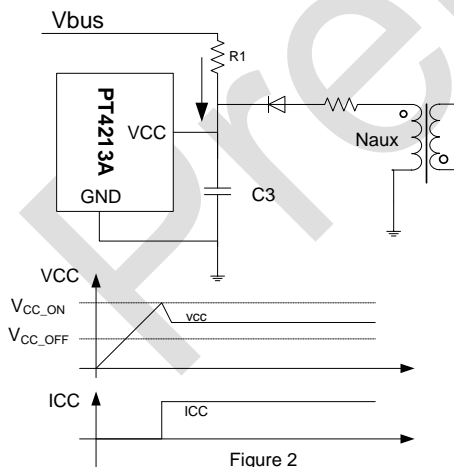 Vbus
R1
PT4213A
VCC
GND
C3
Naux
VCC
VCC_ON
vcc
VCC_OFF
ICC
ICC
Figure 2